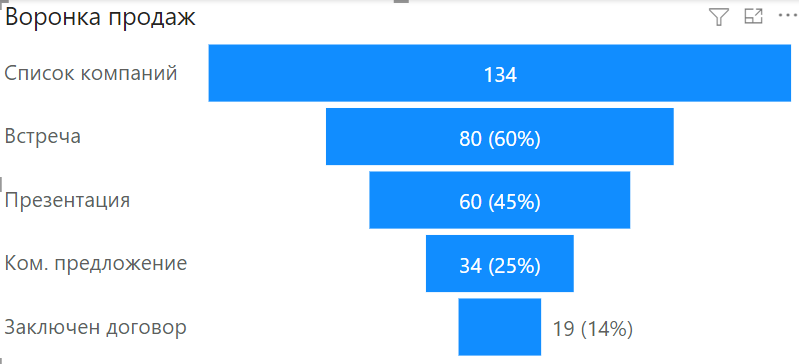 Воронка продаж
Список компаний 134
Встреча 80 (60%)
Презентация 60 (45%)
Ком. предложение 34 (25%)
Заключен договор 19 (14%)